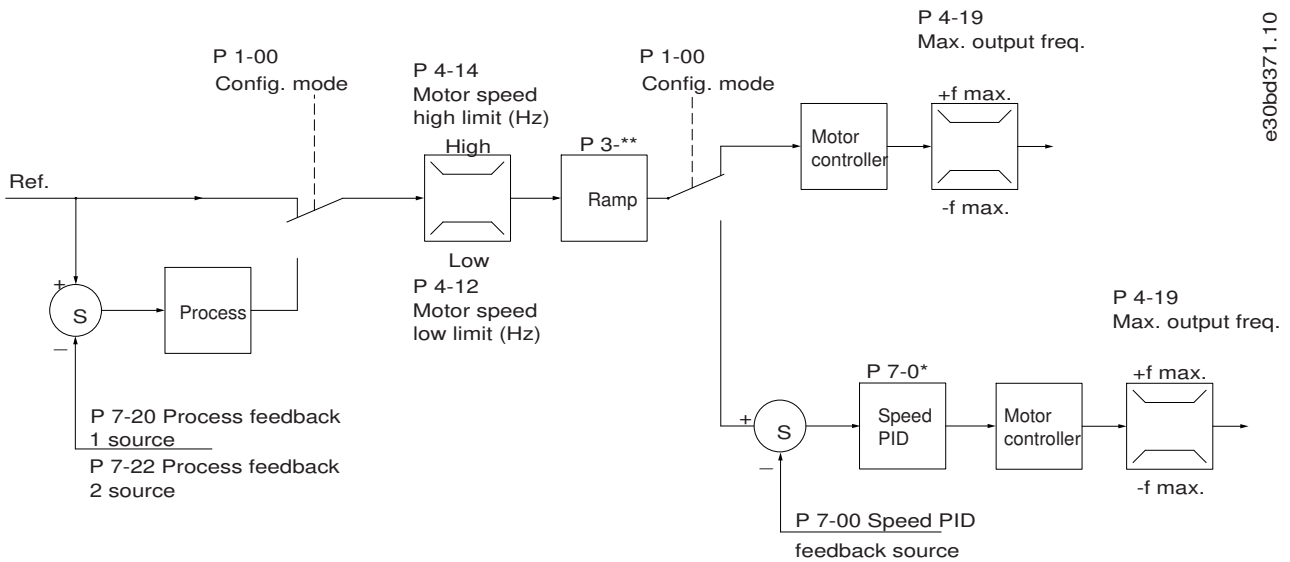 P 4-19
Max. output freq.
e30bd371.10
P 1-00
Config. mode
P 4-14
Motor speed
high limit (Hz)
P 1-00
Config. mode
+f max.
High
P 3-**
Motor
controller
Ref.
Ramp
-f max.
Low
P 4-12
Motor speed
low limit (Hz)
+
S
–
Process
P 4-19
Max. output freq.
P 7-20 Process feedback
1 source
P 7-22 Process feedback
2 source
P 7-0*
+f max.
+
S
–
Speed
PID
Motor
controller
-f max.
P 7-00 Speed PID
feedback source